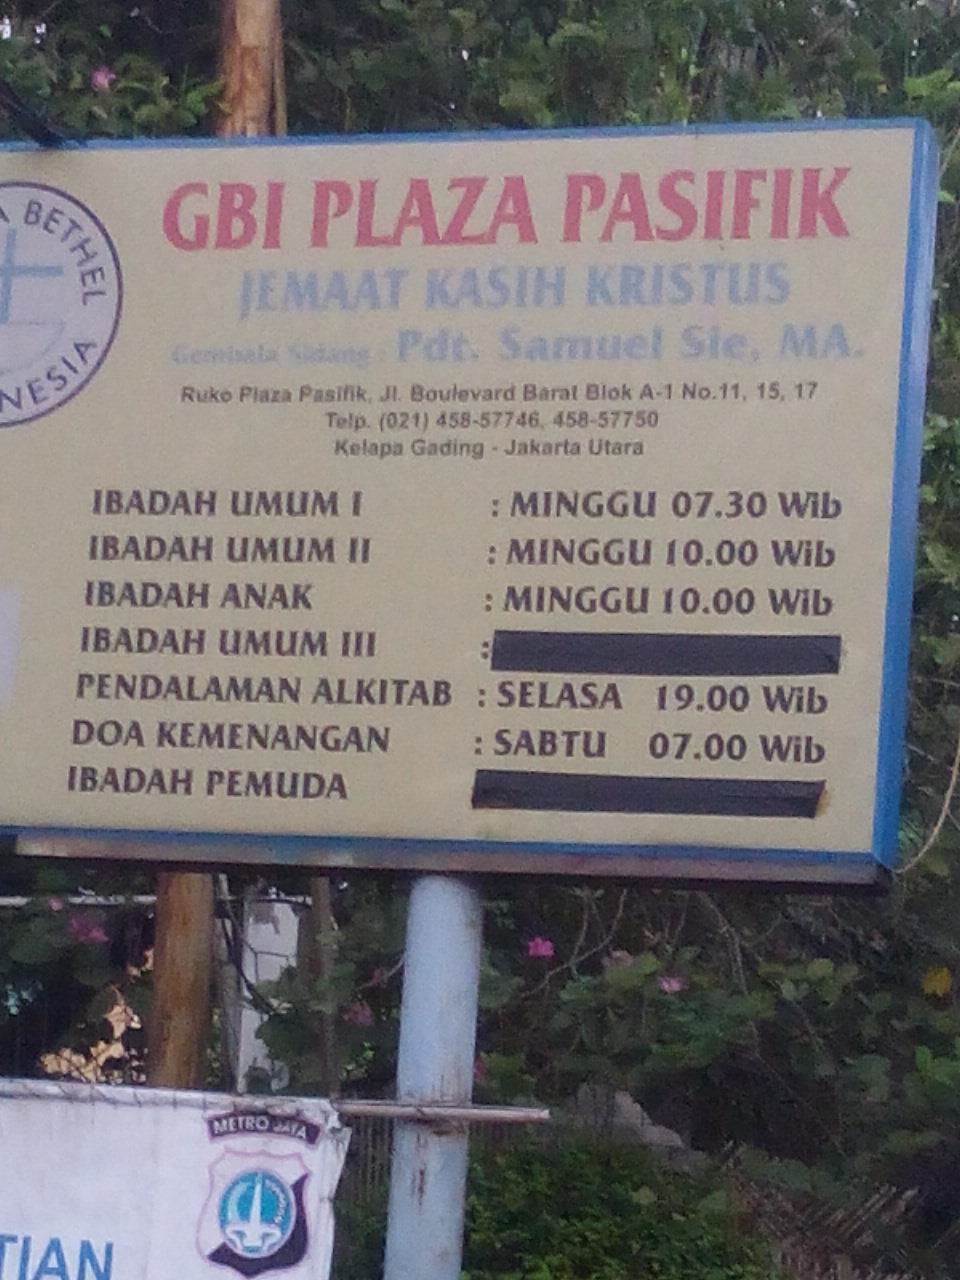 BETHEL
NESIA
GBI PLAZA PASIFIK
JEMAAT KASIH KRISTUS
Gembala Sidang : Pdt. Samuel Sie, MA.
Ruko Plaza Pasifik, Jl. Boulevard Barat Blok A-1 No.11, 15, 17
Telp. (021) 458-57746, 458-57750
Kelapa Gading - Jakarta Utara
IBADAH UMUM I : MINGGU 07.30 Wib
IBADAH UMUM II : MINGGU 10.00 Wib
IBADAH ANAK : MINGGU 10.00 Wib
IBADAH UMUM III :
PENDALAMAN ALKITAB : SELASA 19.00 Wib
DOA KEMENANGAN : SABTU 07.00 Wib
IBADAH PEMUDA
METRO JAYA
TIAN